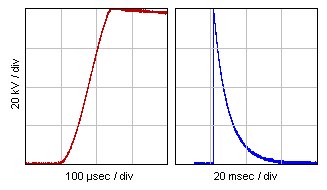 20 kV / div
100 µsec / div
20 msec / div